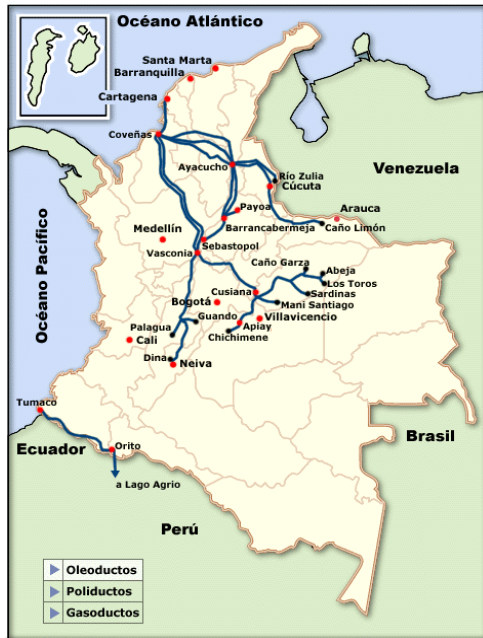 Océano Atlántico
Santa Marta
Barranquilla
Cartagena
Coveñas
Ayacucho
Río Zulia
Cúcuta
Venezuela
Arauca
Payoa
Caño Limón
Barrancabermeja
Medellín
Sebastopol
Vasconia
Océano Pacífico
Caño Garza
Abeja
Los Toros
Cusiana
Sardinas
Bogotá
Mani Santiago
Guando
Villavicencio
Palagua
Apiay
Cali
Chichimene
Dina
Neiva
Tumaco
Brasil
Ecuador
Orito
a Lago Agrio
Perú
Oleoductos
Poliductos
Gasoductos